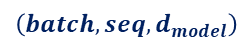 (batch, seq, d_model)